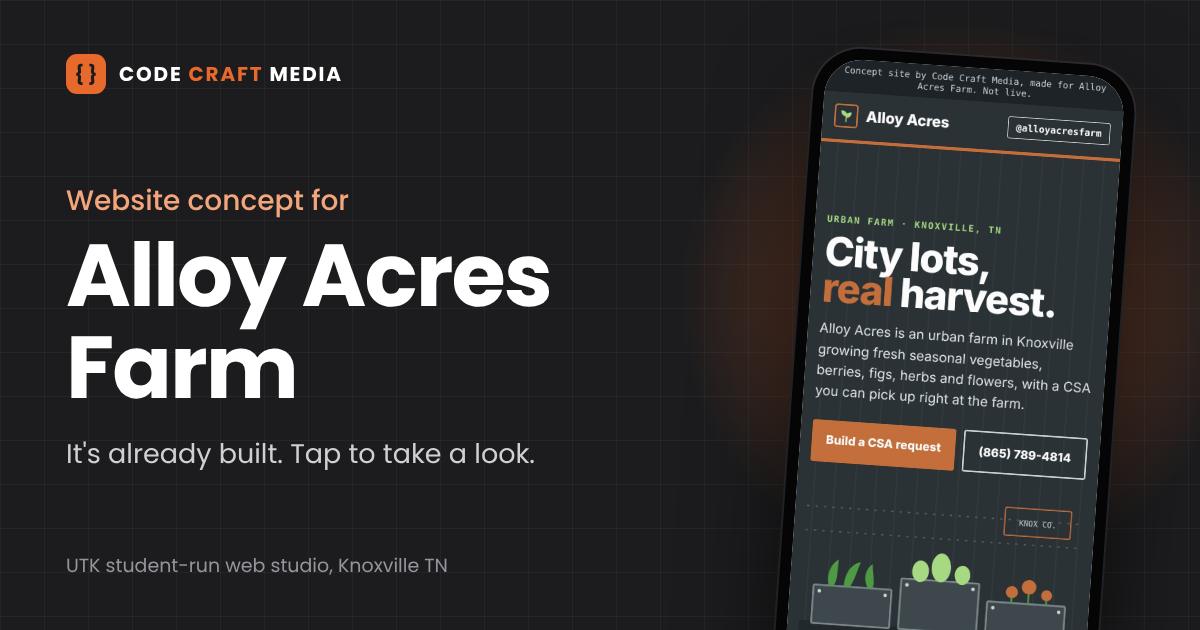 { } CODE CRAFT MEDIA
Website concept for
Alloy Acres
Farm
It's already built. Tap to take a look.
UTK student-run web studio, Knoxville TN
Concept site by Code Craft Media, made for Alloy
Acres Farm. Not live.
Alloy Acres
@alloyacresfarm
URBAN FARM · KNOXVILLE, TN
City lots,
real harvest.
Alloy Acres is an urban farm in Knoxville
growing fresh seasonal vegetables,
berries, figs, herbs and flowers, with a CSA
you can pick up right at the farm.
Build a CSA request
(865) 789-4814
KNOX CO.